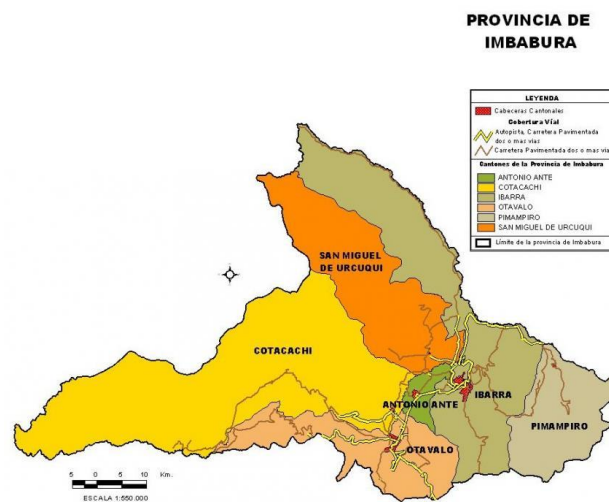 PROVINCIA DE
IMBABURA
LEYENDA
Cabeceras Cantonales
Cobertura Vial
Autopista, Carretera Pavimentada
dos o mas vias
Carretera Pavimentada dos o mas via
Cantones de la Provincia de Imbabura
ANTONIO ANTE
COTACACHI
IBARRA
OTAVALO
PIMAMPIRO
SAN MIGUEL DE URCUQUI
Límite de la provincia de Imbabura
SAN MIGUEL
DE URCUQUI
COTACACHI
ANTONIO ANTE
IBARRA
PIMAMPIRO
OTAVALO
5 0 5 10 Km.
ESCALA 1:550.000